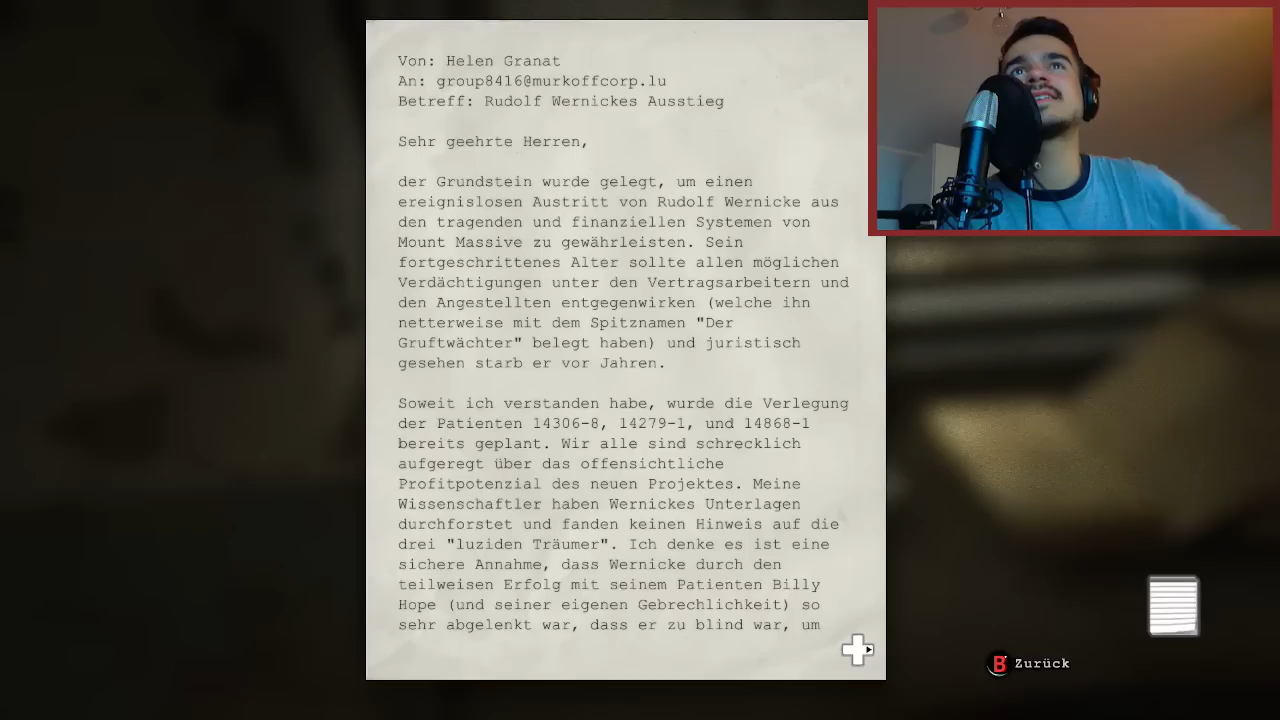 Von: Helen Granat
An: group8416@murkoffcorp.lu
Betreff: Rudolf Wernickes Ausstieg
Sehr geehrte Herren,
der Grundstein wurde gelegt, um einen
ereignislosen Austritt von Rudolf Wernicke aus
den tragenden und finanziellen Systemen von
Mount Massive zu gewährleisten. Sein
fortgeschrittenes Alter sollte allen möglichen
Verdächtigungen unter den Vertragsarbeitern und
den Angestellten entgegenwirken (welche ihn
netterweise mit dem Spitznamen "Der
Gruftwächter" belegt haben) und juristisch
gesehen starb er vor Jahren.
Soweit ich verstanden habe, wurde die Verlegung
der Patienten 14306-8, 14279-1, und 14868-1
bereits geplant. Wir alle sind schrecklich
aufgeregt über das offensichtliche
Profitpotenzial des neuen Projektes. Meine
Wissenschaftler haben Wernickes Unterlagen
durchforstet und fanden keinen Hinweis auf die
drei "luziden Träumer". Ich denke es ist eine
sichere Annahme, dass Wernicke durch den
teilweisen Erfolg mit seinem Patienten Billy
Hope (und seiner eigenen Gebrechlichkeit) so
sehr abgelenkt war, dass er zu blind war, um
B Zurück